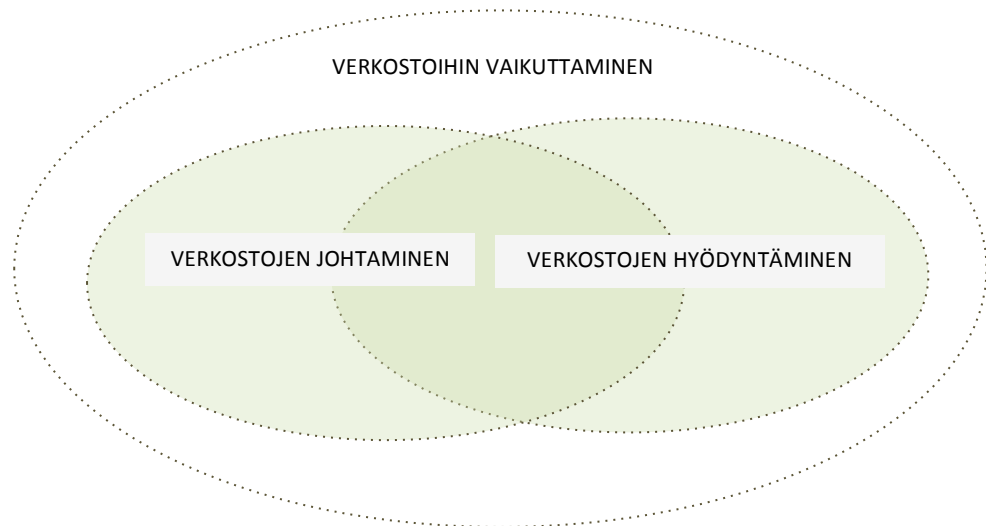 VERKOSTOIHIN VAIKUTTAMINEN
VERKOSTOJEN JOHTAMINEN
VERKOSTOJEN HYÖDYNTÄMINEN